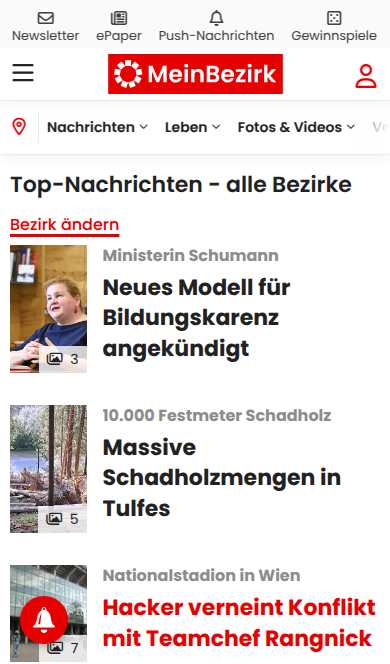 Newsletter ePaper Push-Nachrichten Gewinnspiele
MeinBezirk
Nachrichten Leben Fotos & Videos
Top-Nachrichten - alle Bezirke
Bezirk ändern
Ministerin Schumann
Neues Modell für
Bildungskarenz
angekündigt
3
10.000 Festmeter Schadholz
Massive
Schadholzmengen in
Tulfes
5
Nationalstadion in Wien
Hacker verneint Konflikt
mit Teamchef Rangnick
7